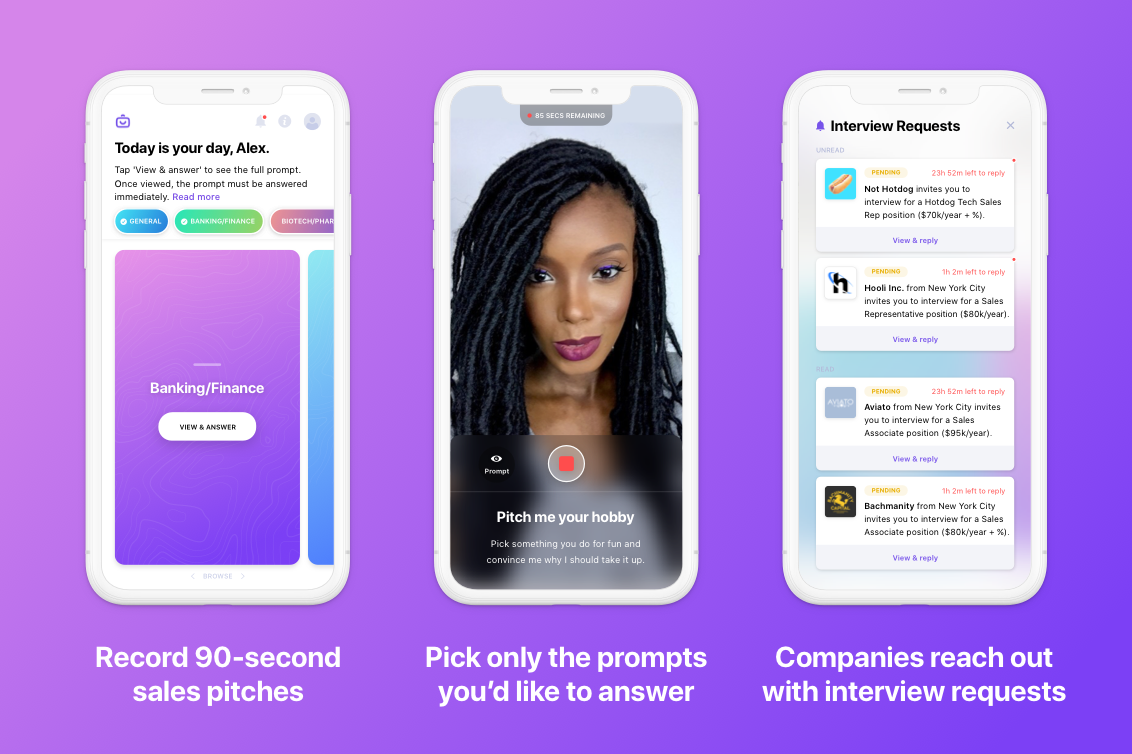 Today is your day, Alex.
Tap 'View & answer' to see the full prompt.
Once viewed, the prompt must be answered
immediately. Read more
GENERAL
BANKING/FINANCE
BIOTECH/PHAR
Banking/Finance
VIEW & ANSWER
BROWSE
Record 90-second
sales pitches
85 SECS REMAINING
Prompt
Pitch me your hobby
Pick something you do for fun and
convince me why I should take it up.
Pick only the prompts
you'd like to answer
Interview Requests
UNREAD
PENDING
23h 52m left to reply
Not Hotdog invites you to
interview for a Hotdog Tech Sales
Rep position ($70k/year + %).
View & reply
PENDING
1h 2m left to reply
h
Hooli Inc. from New York City
invites you to interview for a Sales
Representative position ($80k/year).
View & reply
READ
PENDING
23h 52m left to reply
AVIATO
Aviato from New York City invites
you to interview for a Sales
Associate position ($95k/year).
View & reply
PENDING
1h 2m left to reply
BACHMANITY
CAPITAL
Bachmanity from New York City
invites you to interview for a Sales
Associate position ($80k/year + %).
View & reply
Companies reach out
with interview requests